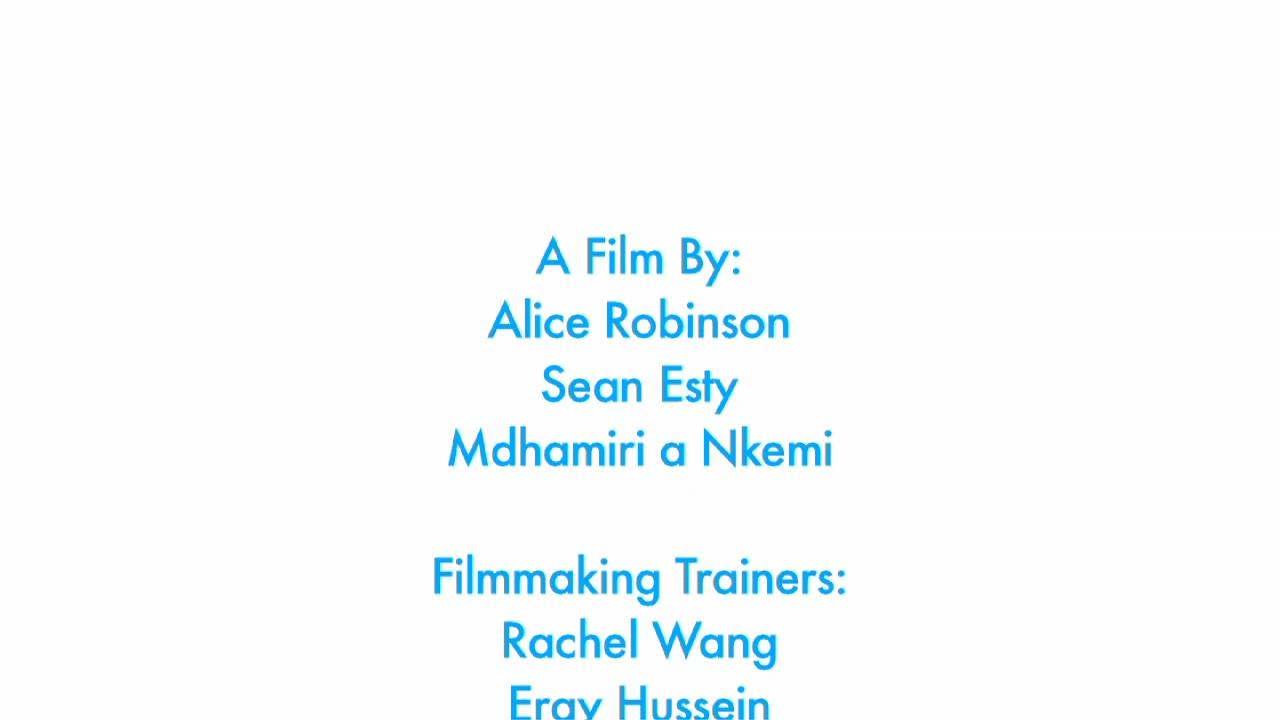 A Film By:
Alice Robinson
Sean Esty
Mdhamiri a Nkemi
Filmmaking Trainers:
Rachel Wang
Eray Hussein